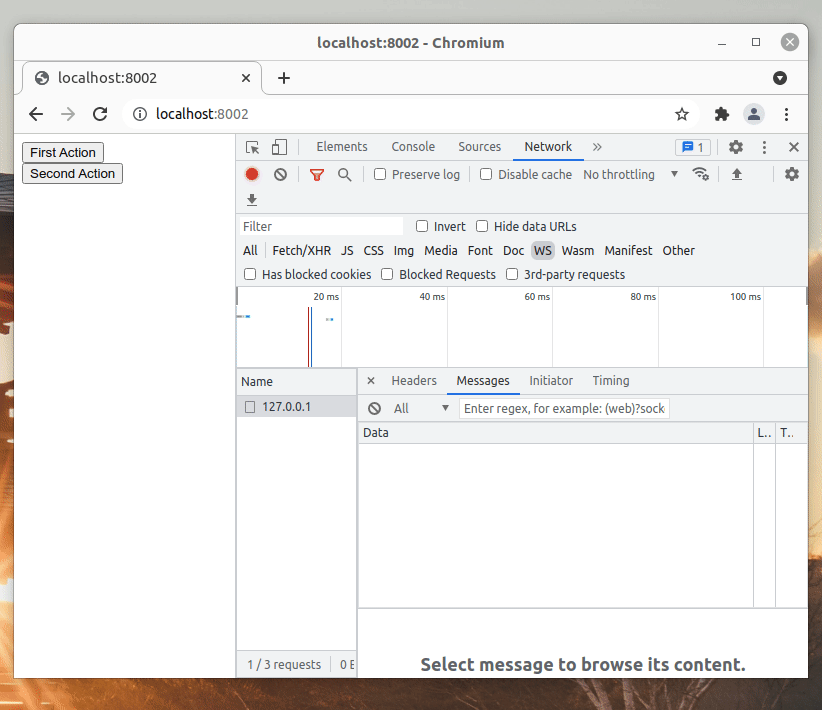 localhost:8002 - Chromium
localhost:8002
localhost:8002
First Action
Second Action
Elements Console Sources Network 1
Preserve log Disable cache No throttling
Filter Invert Hide data URLs
All Fetch/XHR JS CSS Img Media Font Doc WS Wasm Manifest Other
Has blocked cookies Blocked Requests 3rd-party requests
20 ms 40 ms 60 ms 80 ms 100 ms
Name
127.0.0.1
Headers Messages Initiator Timing
All Enter regex, for example: (web)?sock
Data L.. T..
Select message to browse its content.
1 / 3 requests 0 B